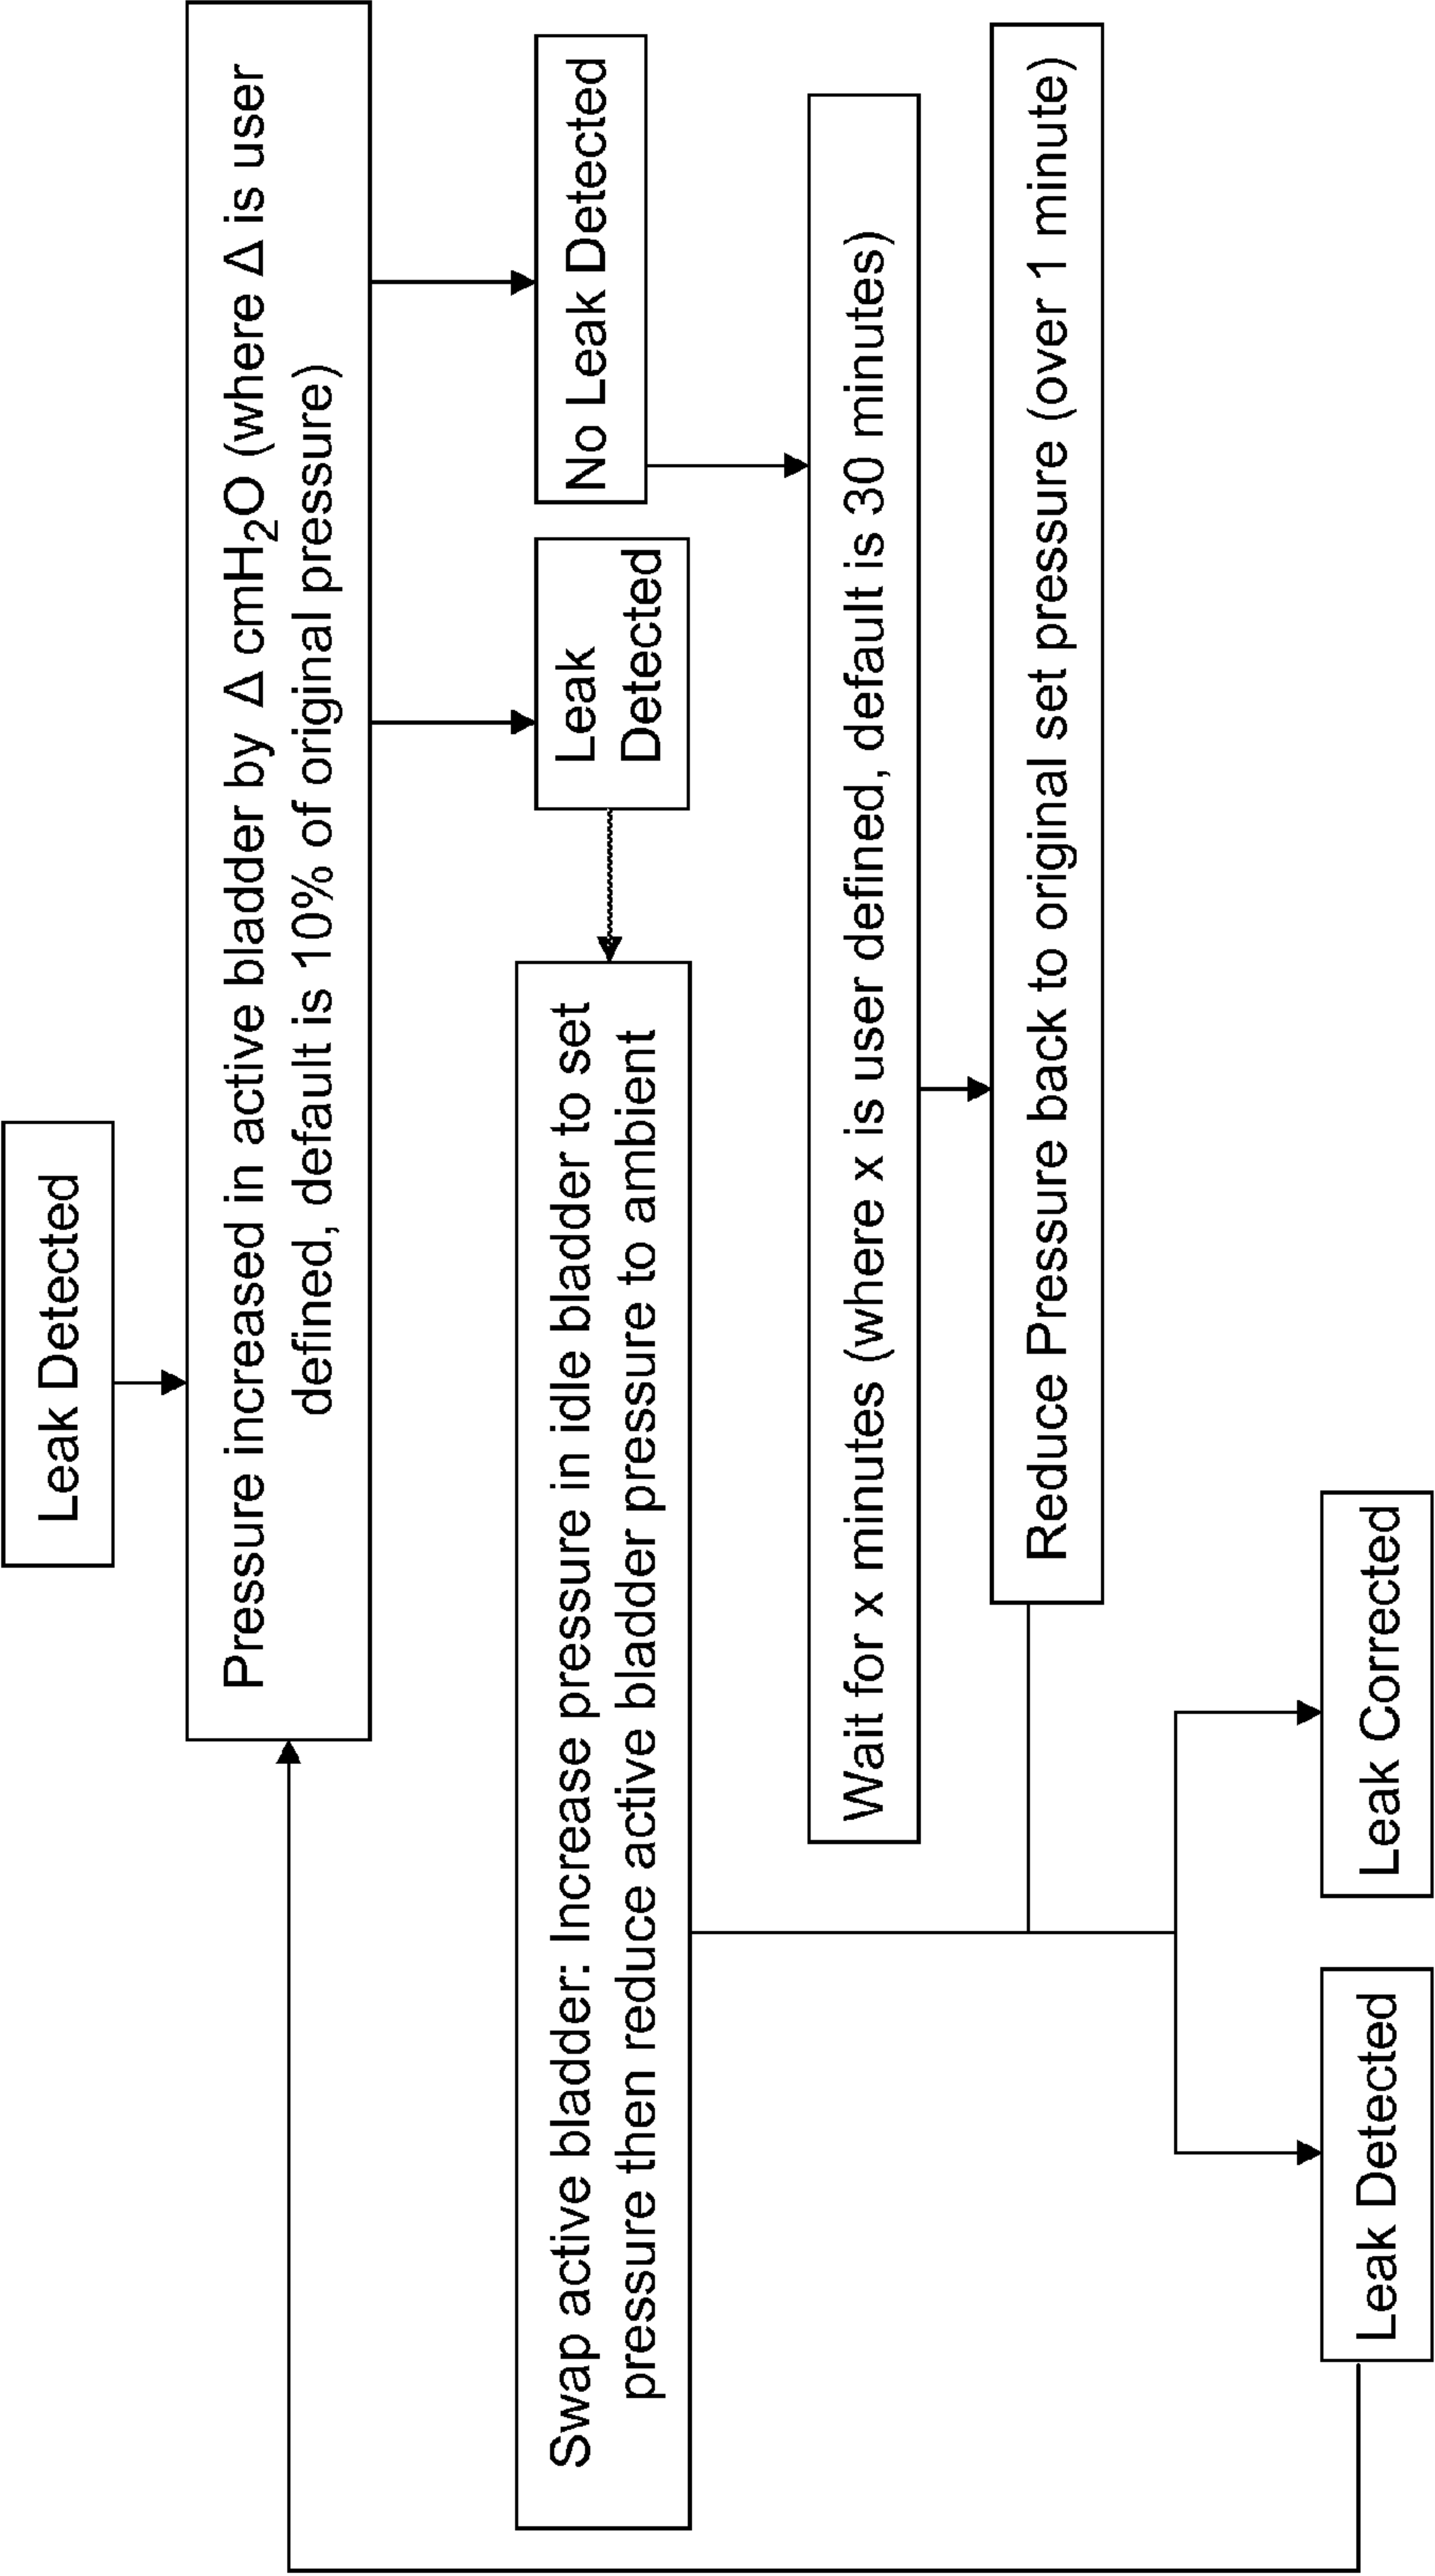 Leak Detected
Pressure increased in active bladder by Δ cmH₂O (where Δ is user
defined, default is 10% of original pressure)
Leak
Detected
No Leak Detected
Swap active bladder: Increase pressure in idle bladder to set
pressure then reduce active bladder pressure to ambient
Wait for x minutes (where x is user defined, default is 30 minutes)
Reduce Pressure back to original set pressure (over 1 minute)
Leak Detected
Leak Corrected